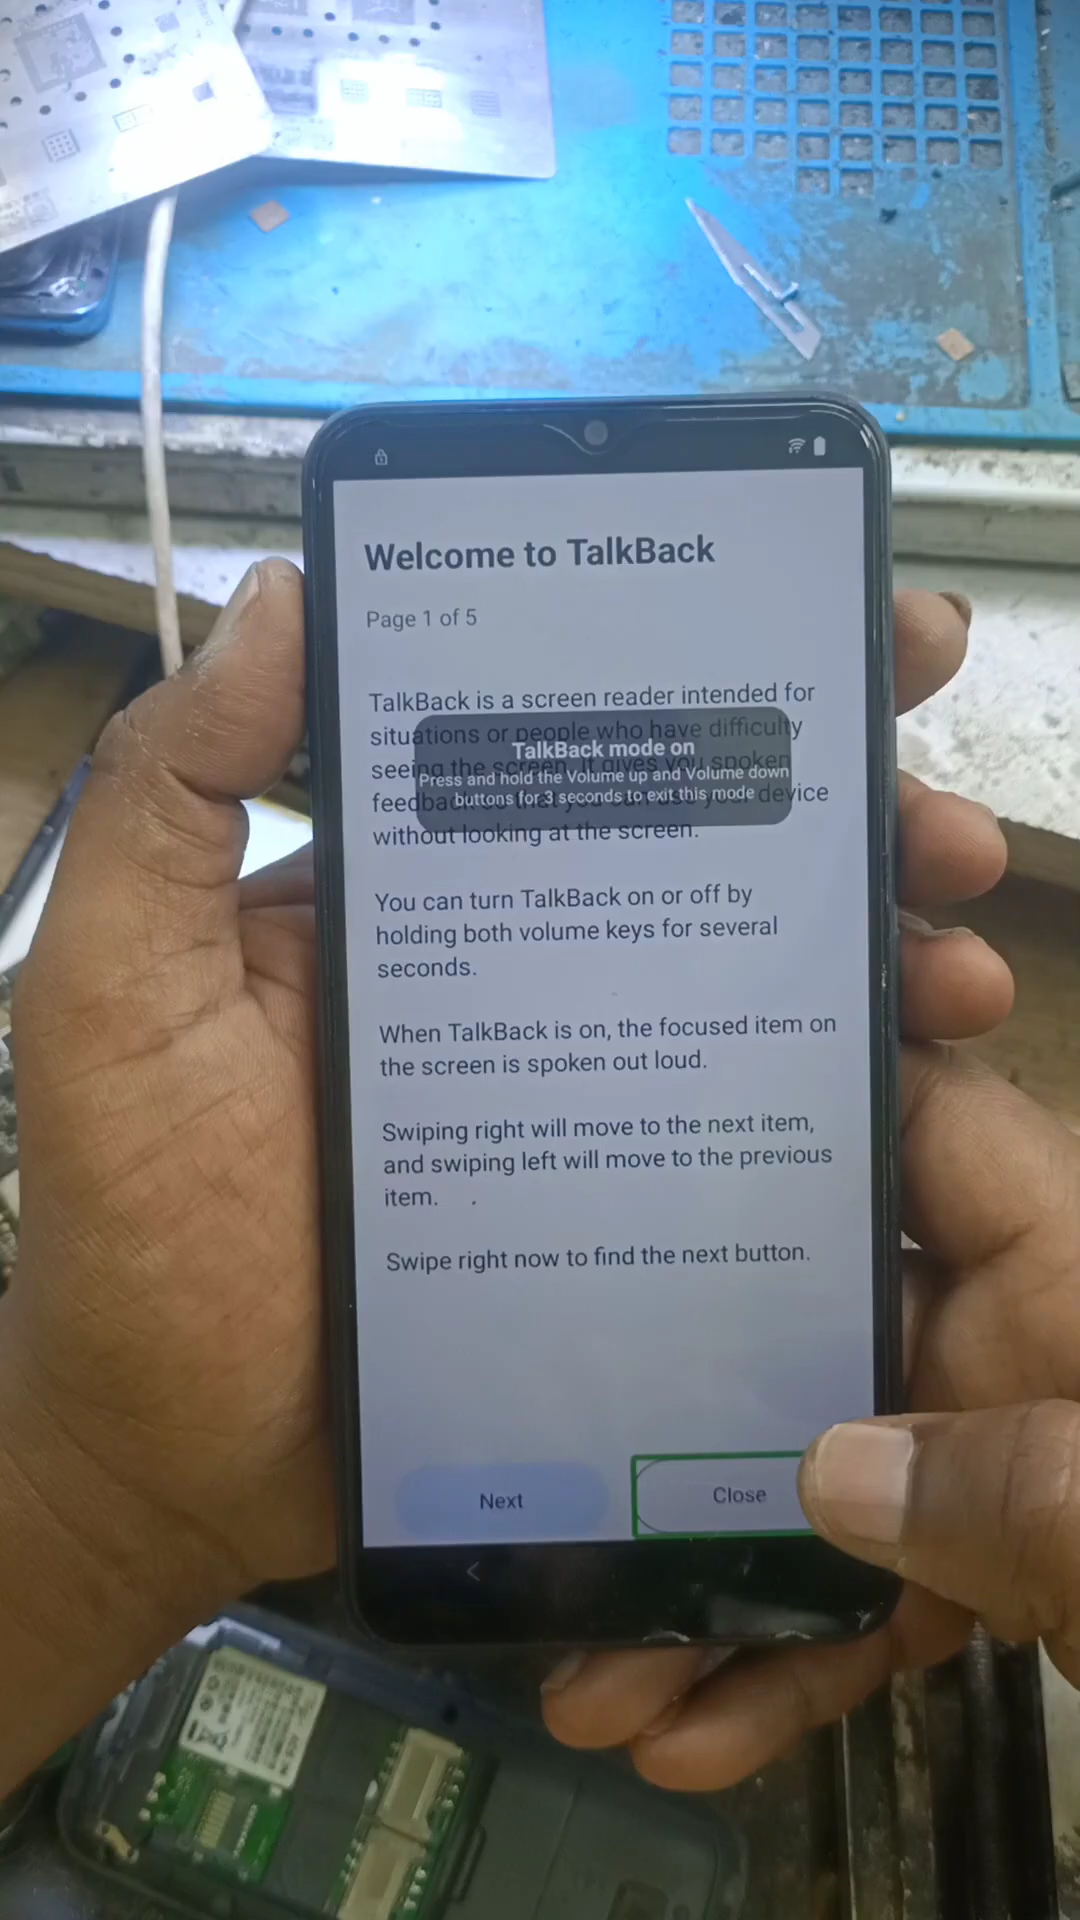 Welcome to TalkBack
Page 1 of 5
TalkBack is a screen reader intended for
situations or people who have difficulty
seeing the screen. It gives you spoken
feedback so that you can use your device
without looking at the screen.
TalkBack mode on
Press and hold the Volume up and Volume down
buttons for 3 seconds to exit this mode
You can turn TalkBack on or off by
holding both volume keys for several
seconds.
When TalkBack is on, the focused item on
the screen is spoken out loud.
Swiping right will move to the next item,
and swiping left will move to the previous
item.
Swipe right now to find the next button.
Next
Close